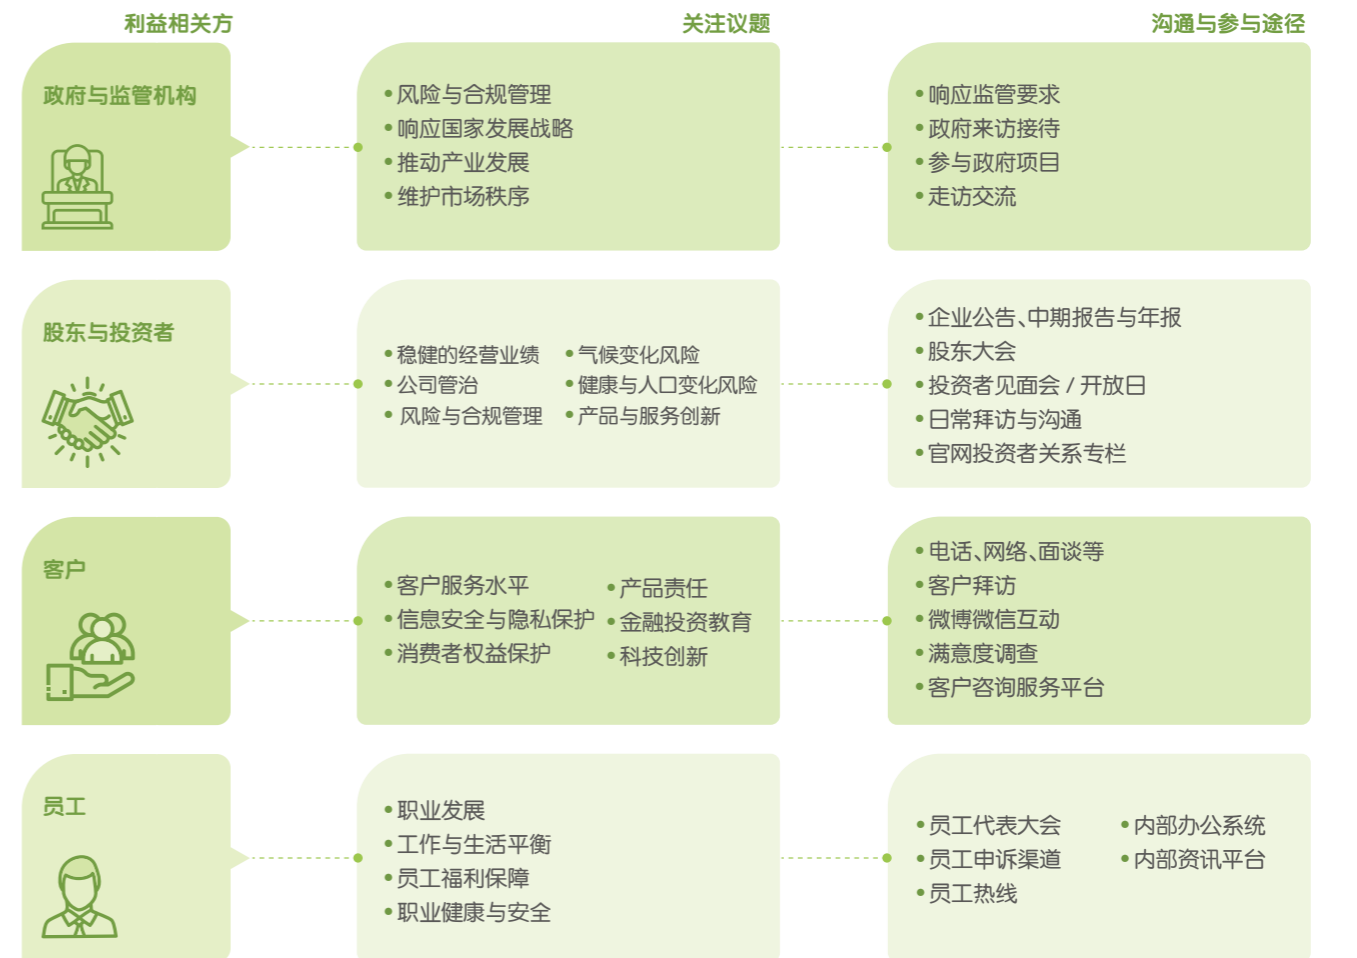 利益相关方
关注议题
沟通与参与途径
政府与监管机构
•风险与合规管理
•响应国家发展战略
•推动产业发展
•维护市场秩序
•响应监管要求
•政府来访接待
•参与政府项目
•走访交流
股东与投资者
•稳健的经营业绩
•公司管治
•风险与合规管理
•气候变化风险
•健康与人口变化风险
•产品与服务创新
•企业公告、中期报告与年报
•股东大会
•投资者见面会 / 开放日
•日常拜访与沟通
•官网投资者关系专栏
客户
•客户服务水平
•信息安全与隐私保护
•消费者权益保护
•产品责任
•金融投资教育
•科技创新
•电话、网络、面谈等
•客户拜访
•微博微信互动
•满意度调查
•客户咨询服务平台
员工
•职业发展
•工作与生活平衡
•员工福利保障
•职业健康与安全
•员工代表大会
•员工申诉渠道
•员工热线
•内部办公系统
•内部资讯平台